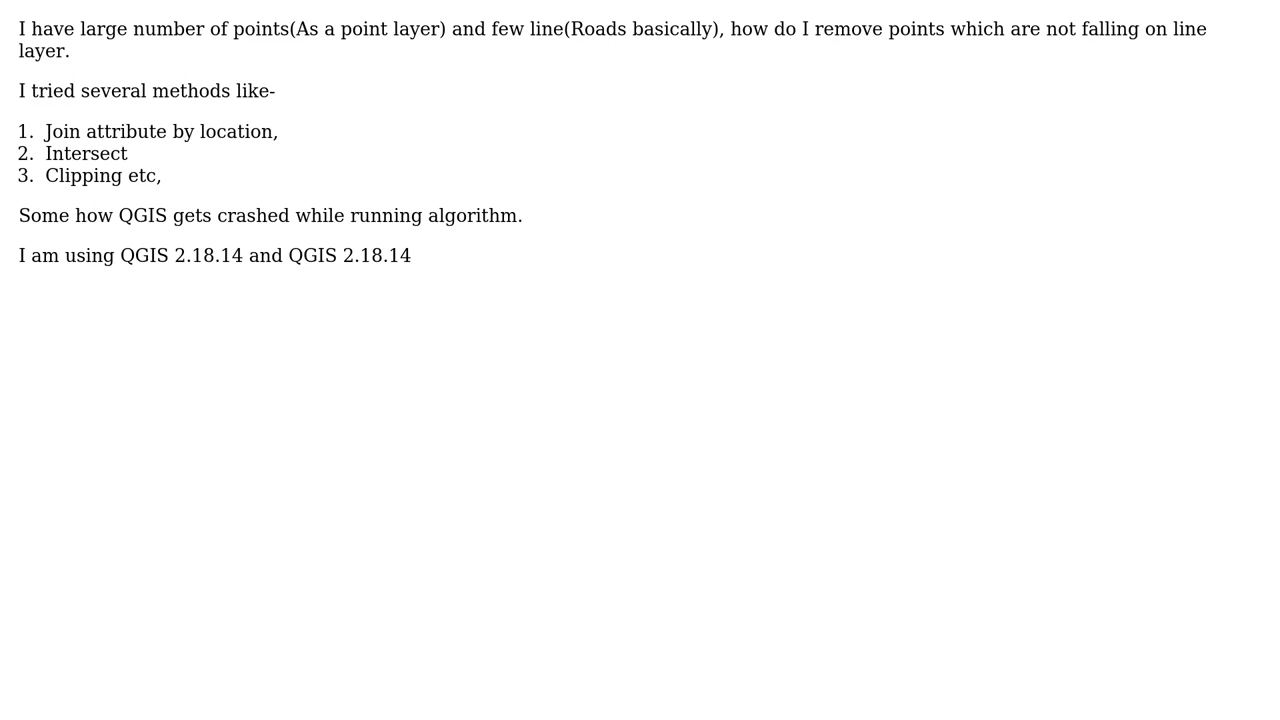 I have large number of points(As a point layer) and few line(Roads basically), how do I remove points which are not falling on line
layer.
I tried several methods like-
1. Join attribute by location,
2. Intersect
3. Clipping etc,
Some how QGIS gets crashed while running algorithm.
I am using QGIS 2.18.14 and QGIS 2.18.14